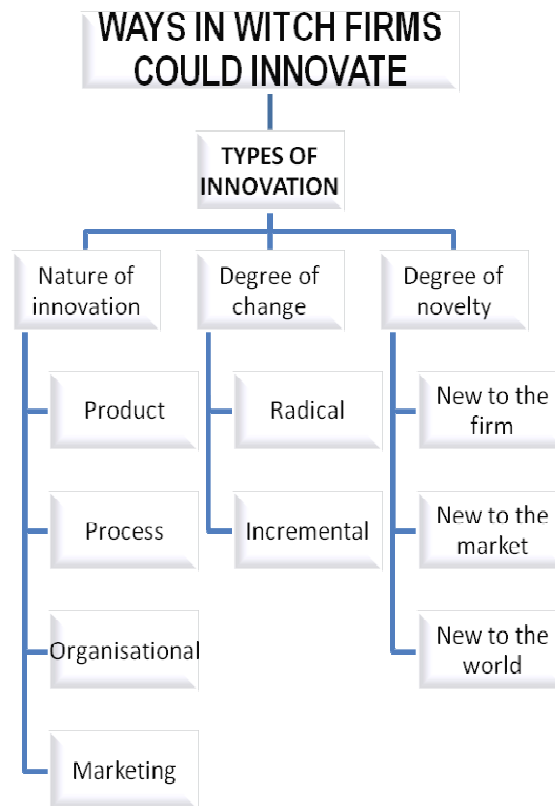 WAYS IN WITCH FIRMS
COULD INNOVATE
TYPES OF
INNOVATION
Nature of
innovation
Product
Process
Organisational
Marketing
Degree of
change
Radical
Incremental
Degree of
novelty
New to the
firm
New to the
market
New to the
world